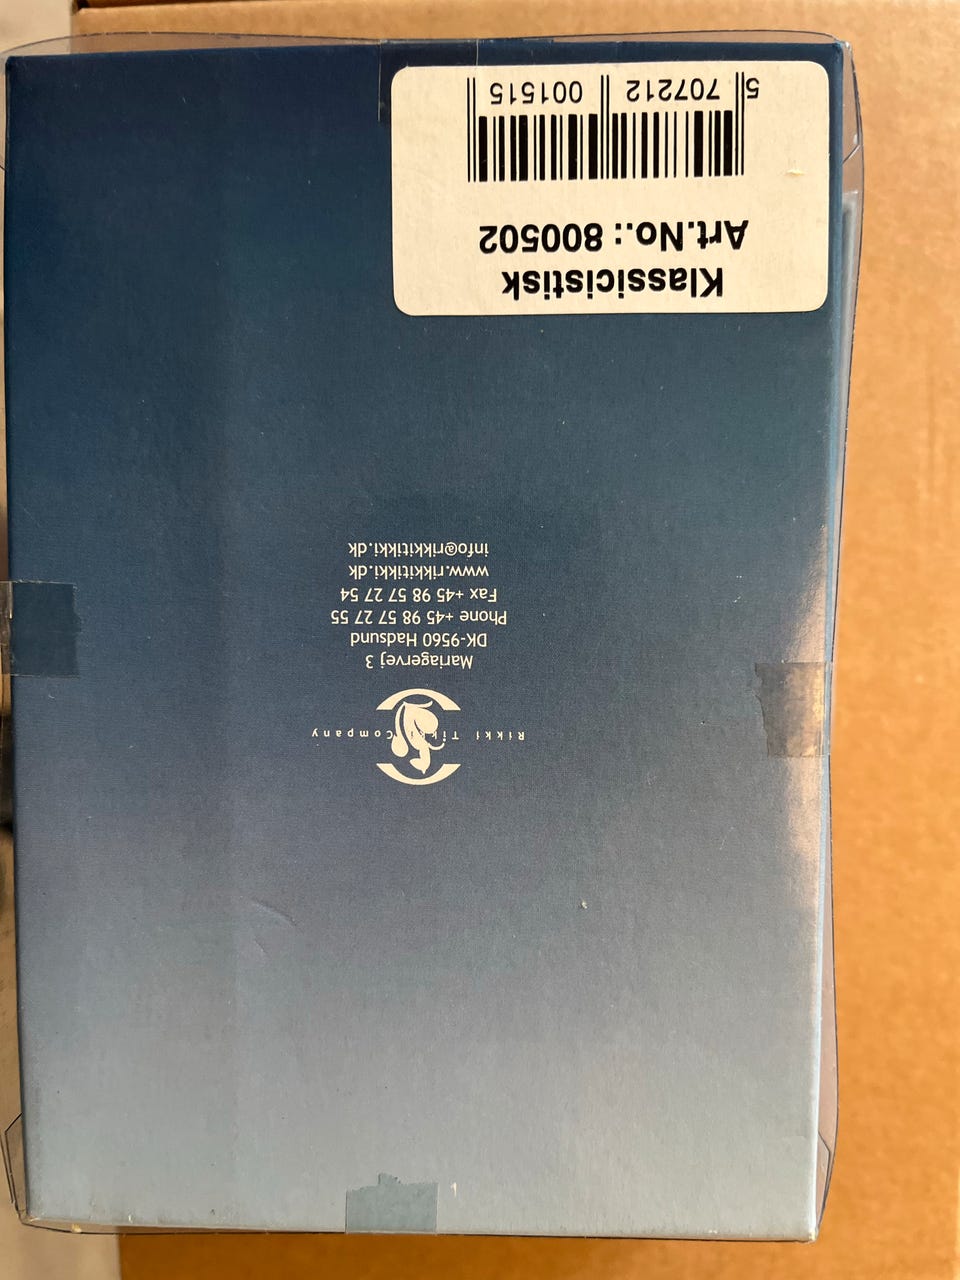 Rikki Tikki Company
Mariagervej 3
DK-9560 Hadsund
Phone +45 98 57 27 55
Fax +45 98 57 27 54
www.rikkitikki.dk
info@rikkitikki.dk
Klassicistisk
Art.No.: 800502
5 707212 001515